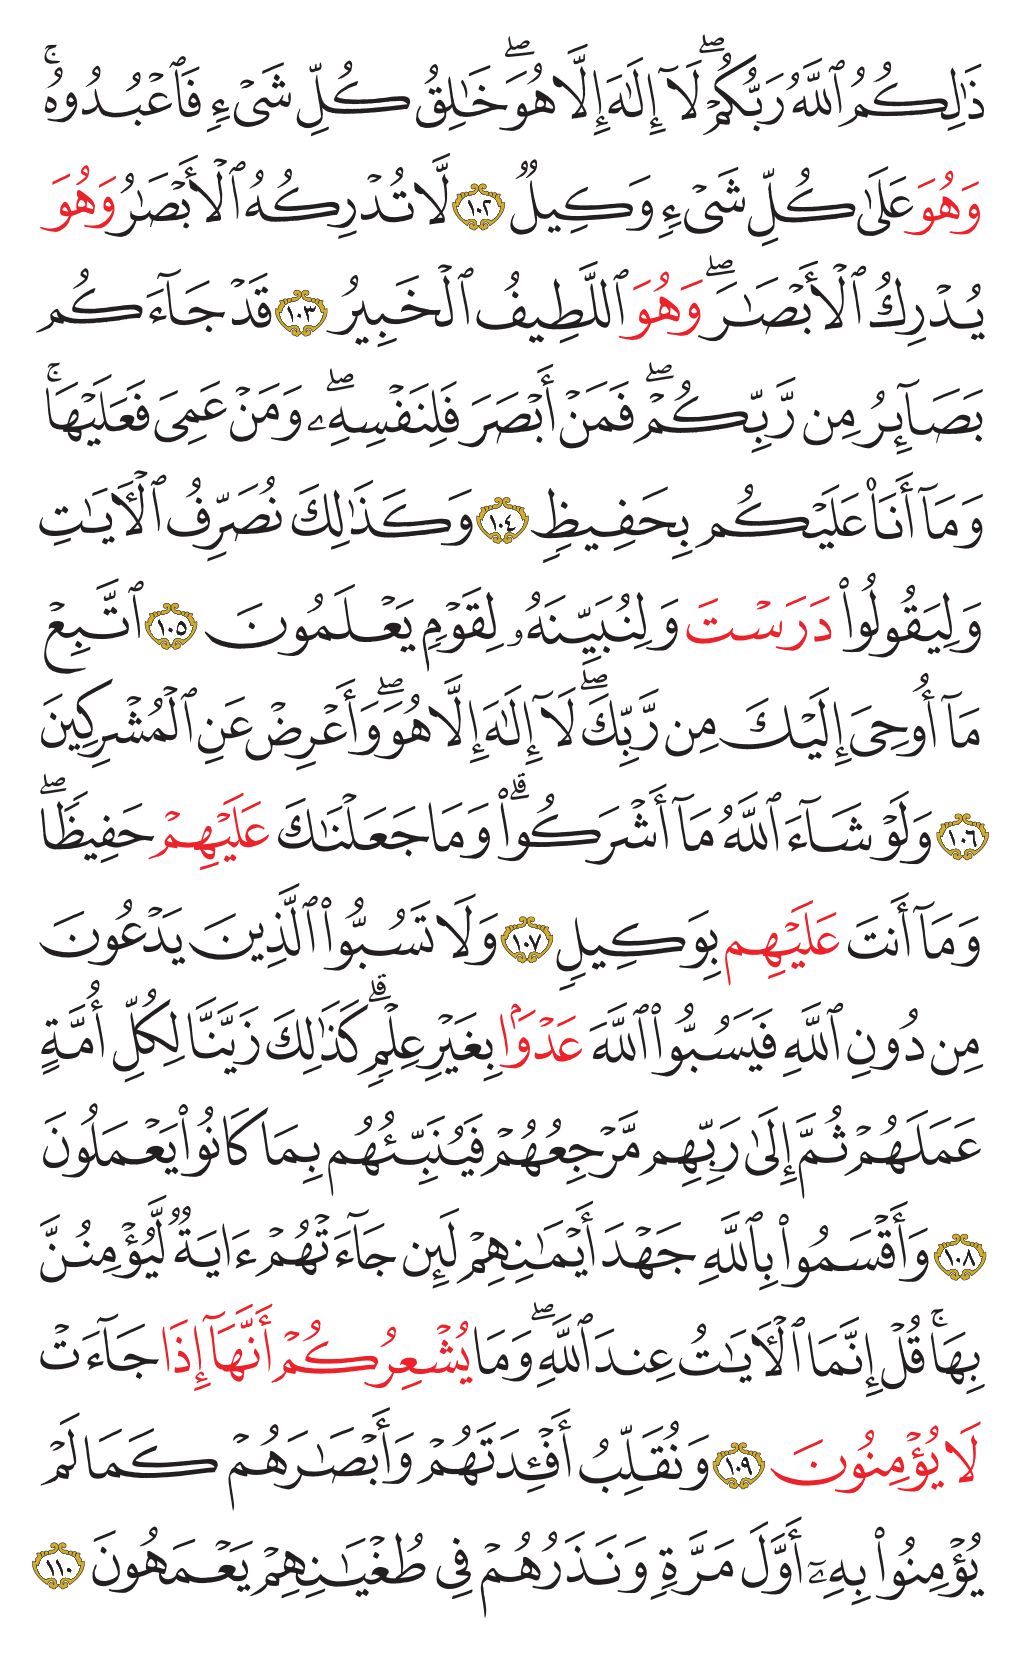 ذَٰلِكُمُ ٱللَّهُ رَبُّكُمْۖ لَآ إِلَٰهَ إِلَّا هُوَۖ خَٰلِقُ كُلِّ شَىْءٍ فَٱعْبُدُوهُۚ
وَهْوَ عَلَىٰ كُلِّ شَىْءٍ وَكِيلٌ ١٠٢ لَّا تُدْرِكُهُ ٱلْأَبْصَٰرُ وَهْوَ
يُدْرِكُ ٱلْأَبْصَٰرَۖ وَهْوَ ٱللَّطِيفُ ٱلْخَبِيرُ ١٠٣ قَدْ جَآءَكُم
بَصَآئِرُ مِن رَّبِّكُمْۖ فَمَنْ أَبْصَرَ فَلِنَفْسِهِۦۖ وَمَنْ عَمِىَ فَعَلَيْهَاۚ
وَمَآ أَنَا۠ عَلَيْكُم بِحَفِيظٍ ١٠٤ وَكَذَٰلِكَ نُصَرِّفُ ٱلْأَيَٰتِ
وَلِيَقُولُوا۟ دَرَسْتَ وَلِنُبَيِّنَهُۥ لِقَوْمٍ يَعْلَمُونَ ١٠٥ ٱتَّبِعْ
مَآ أُوحِىَ إِلَيْكَ مِن رَّبِّكَۖ لَآ إِلَٰهَ إِلَّا هُوَۖ وَأَعْرِضْ عَنِ ٱلْمُشْرِكِينَ
١٠٦ وَلَوْ شَآءَ ٱللَّهُ مَآ أَشْرَكُوا۟ۗ وَمَا جَعَلْنَٰكَ عَلَيْهِمْ حَفِيظًاۖ
وَمَآ أَنتَ عَلَيْهِم بِوَكِيلٍ ١٠٧ وَلَا تَسُبُّوا۟ ٱلَّذِينَ يَدْعُونَ
مِن دُونِ ٱللَّهِ فَيَسُبُّوا۟ ٱللَّهَ عَدْوَۢا بِغَيْرِ عِلْمٍۗ كَذَٰلِكَ زَيَّنَّا لِكُلِّ أُمَّةٍ
عَمَلَهُمْ ثُمَّ إِلَىٰ رَبِّهِم مَّرْجِعُهُمْ فَيُنَبِّئُهُم بِمَا كَانُوا۟ يَعْمَلُونَ
١٠٨ وَأَقْسَمُوا۟ بِٱللَّهِ جَهْدَ أَيْمَٰنِهِمْ لَئِن جَآءَتْهُمْ ءَايَةٌ لَّيُؤْمِنُنَّ
بِهَاۚ قُلْ إِنَّمَا ٱلْأَيَٰتُ عِندَ ٱللَّهِۖ وَمَا يُشْعِرُكُمْ أَنَّهَآ إِذَا جَآءَتْ
لَا يُؤْمِنُونَ ١٠٩ وَنُقَلِّبُ أَفْـِٔدَتَهُمْ وَأَبْصَٰرَهُمْ كَمَا لَمْ
يُؤْمِنُوا۟ بِهِۦٓ أَوَّلَ مَرَّةٍ وَنَذَرُهُمْ فِى طُغْيَٰنِهِمْ يَعْمَهُونَ ١١٠